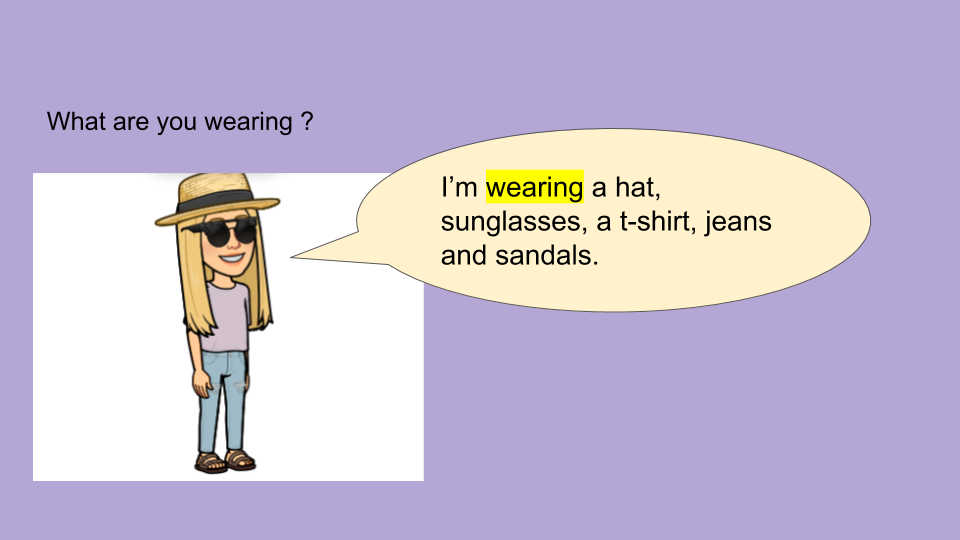 What are you wearing ?
I’m wearing a hat,
sunglasses, a t-shirt, jeans
and sandals.